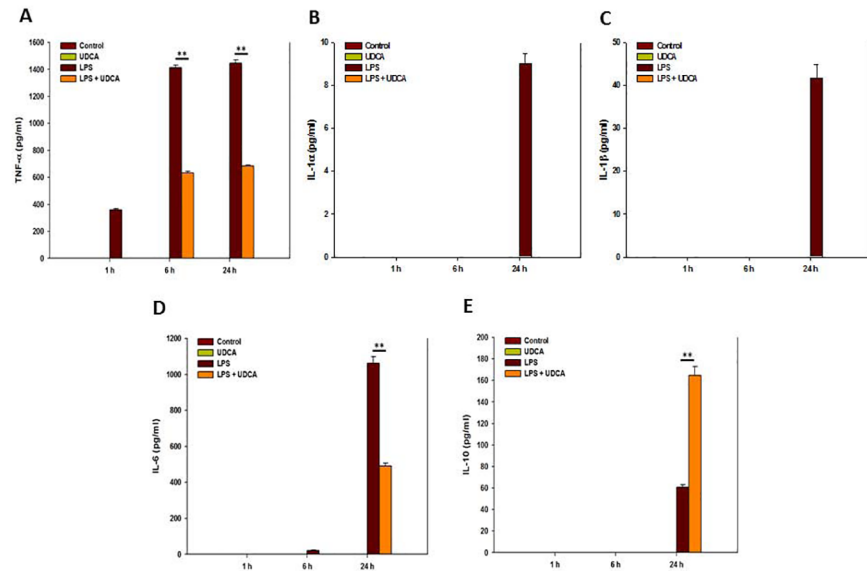 A
Control
UDCA
LPS
LPS + UDCA
**
**
TNF-α (pg/ml)
1600
1400
1200
1000
800
600
400
200
0
1 h
6 h
24 h
B
Control
UDCA
LPS
LPS + UDCA
IL-1α (pg/ml)
10
8
6
4
2
0
1 h
6 h
24 h
C
Control
UDCA
LPS
LPS + UDCA
IL-1β (pg/ml)
50
40
30
20
10
0
1 h
6 h
24 h
D
Control
UDCA
LPS
LPS + UDCA
**
IL-6 (pg/ml)
1200
1000
800
600
400
200
0
1 h
6 h
24 h
E
Control
UDCA
LPS
LPS + UDCA
**
IL-10 (pg/ml)
200
180
160
140
120
100
80
60
40
20
0
1 h
6 h
24 h